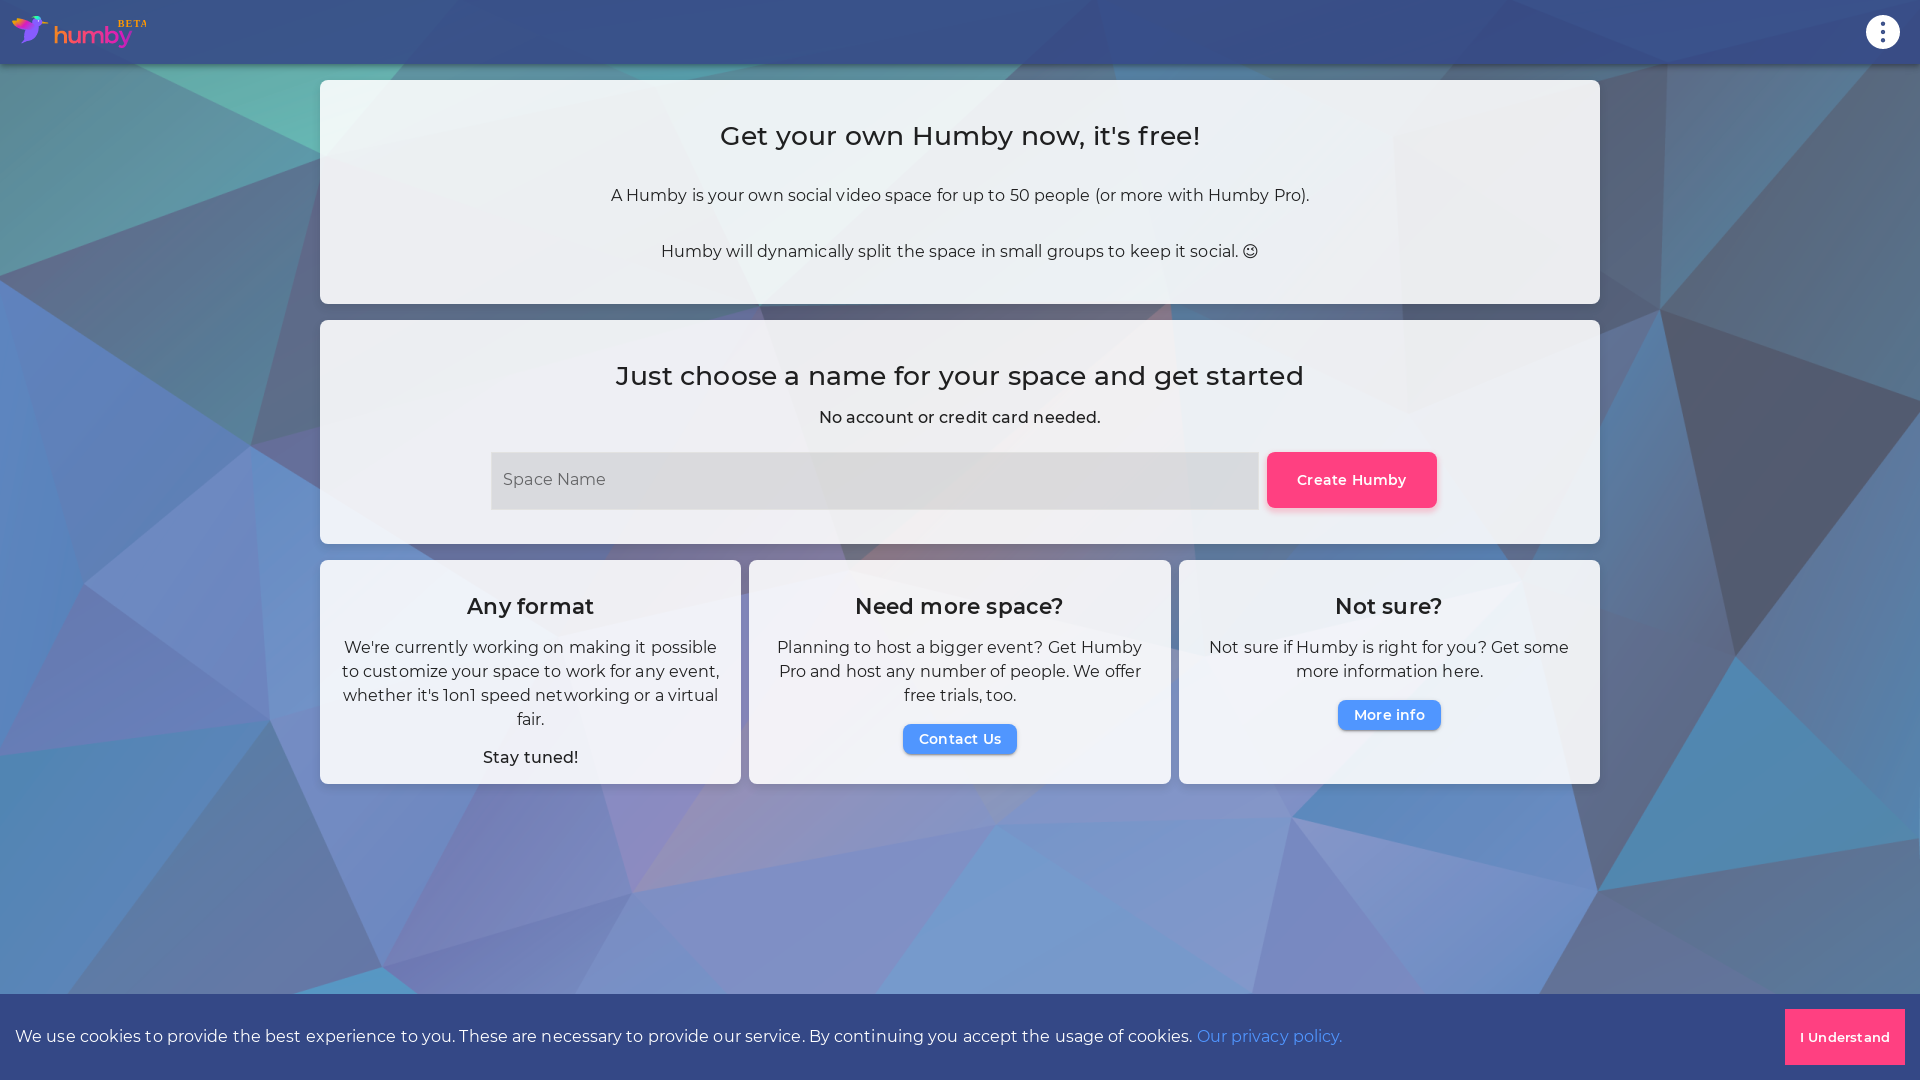 humby BETA
Get your own Humby now, it's free!
A Humby is your own social video space for up to 50 people (or more with Humby Pro).
Humby will dynamically split the space in small groups to keep it social. 😉
Just choose a name for your space and get started
No account or credit card needed.
Space Name
Create Humby
Any format
We're currently working on making it possible
to customize your space to work for any event,
whether it's 1on1 speed networking or a virtual
fair.
Stay tuned!
Need more space?
Planning to host a bigger event? Get Humby
Pro and host any number of people. We offer
free trials, too.
Contact Us
Not sure?
Not sure if Humby is right for you? Get some
more information here.
More info
We use cookies to provide the best experience to you. These are necessary to provide our service. By continuing you accept the usage of cookies. Our privacy policy.
I Understand